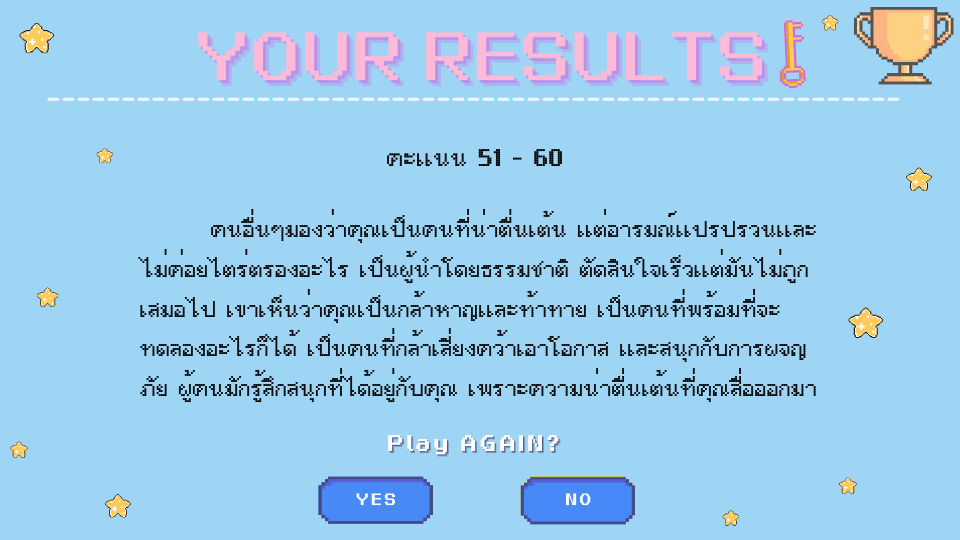 YOUR RESULTS
คะแนน 51 - 60
คนอื่นๆมองว่าคุณเป็นคนที่น่าตื่นเต้น แต่อารมณ์แปรปรวนและ
ไม่ค่อยไตร่ตรองอะไร เป็นผู้นำโดยธรรมชาติ ตัดสินใจเร็วแต่มันไม่ถูก
เสมอไป เขาเห็นว่าคุณเป็นกล้าหาญและท้าทาย เป็นคนที่พร้อมที่จะ
ทดลองอะไรก็ได้ เป็นคนที่กล้าเสี่ยงคว้าเอาโอกาส และสนุกกับการผจญ
ภัย ผู้คนมักรู้สึกสนุกที่ได้อยู่กับคุณ เพราะความน่าตื่นเต้นที่คุณสื่อออกมา
Play AGAIN?
YES NO